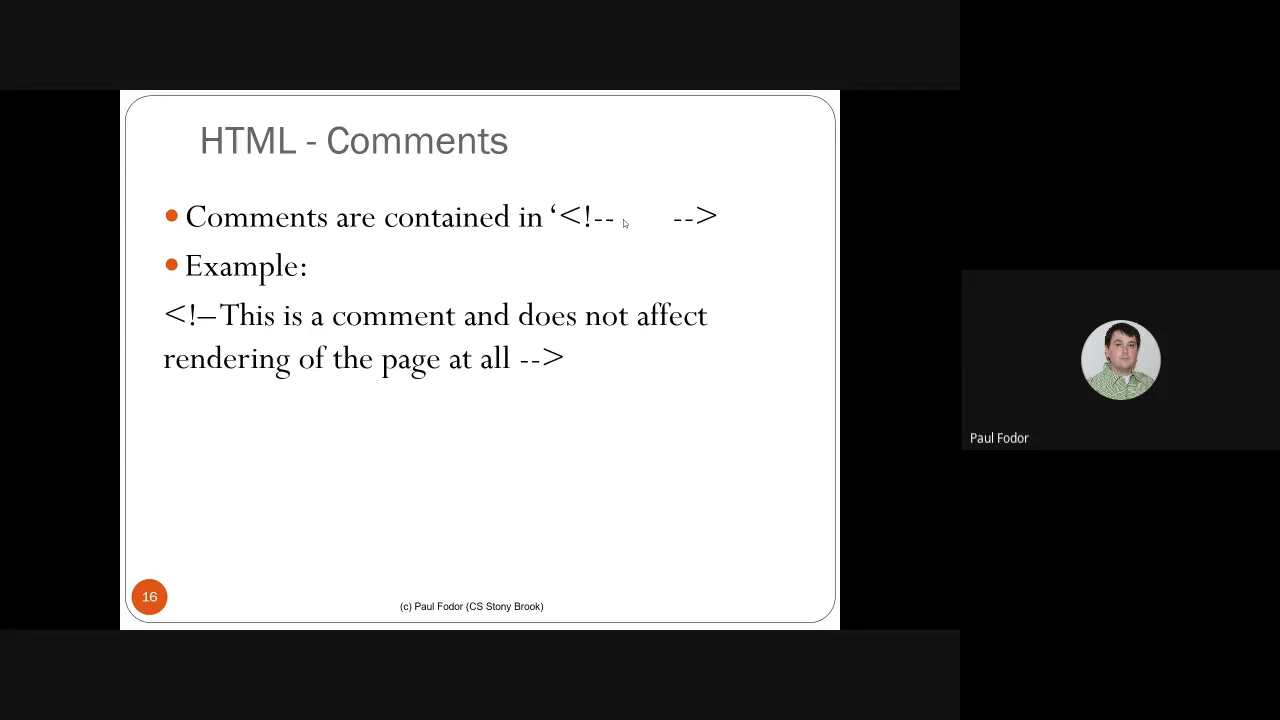 HTML - Comments
• Comments are contained in ‘<!-- -->
• Example:
<!– This is a comment and does not affect
rendering of the page at all -->
16
(c) Paul Fodor (CS Stony Brook)
Paul Fodor